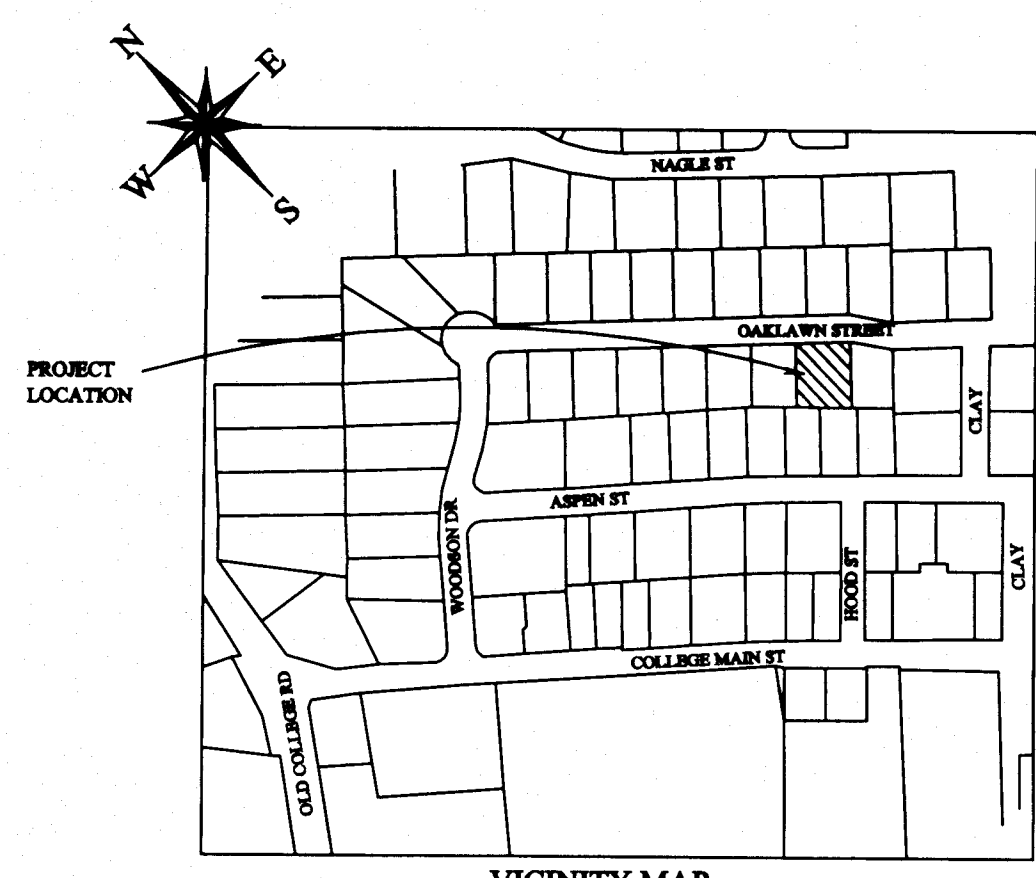 N
E
W
S
NAGLE ST
OAKLAWN STREET
PROJECT
LOCATION
CLAY
ASPEN ST
WOODSON DR
HOOD ST
CLAY
COLLEGE MAIN ST
OLD COLLEGE RD
VICINITY MAP